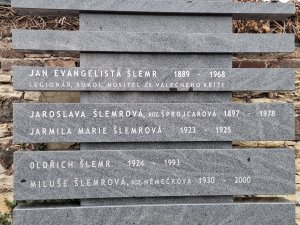 JAN EVANGELISTA ŠLEMR 1889 - 1968
LEGIONÁŘ, SOKOL, NOSITEL ČS. VÁLEČNÉHO KŘÍŽE
JAROSLAVA ŠLEMROVÁ, ROZ. ŠPROJCAROVÁ 1897 - 1978
JARMILA MARIE ŠLEMROVÁ 1923 - 1925
OLDŘICH ŠLEMR 1924 - 1993
MILUŠE ŠLEMROVÁ, ROZ. NĚMEČKOVÁ 1930 - 2000